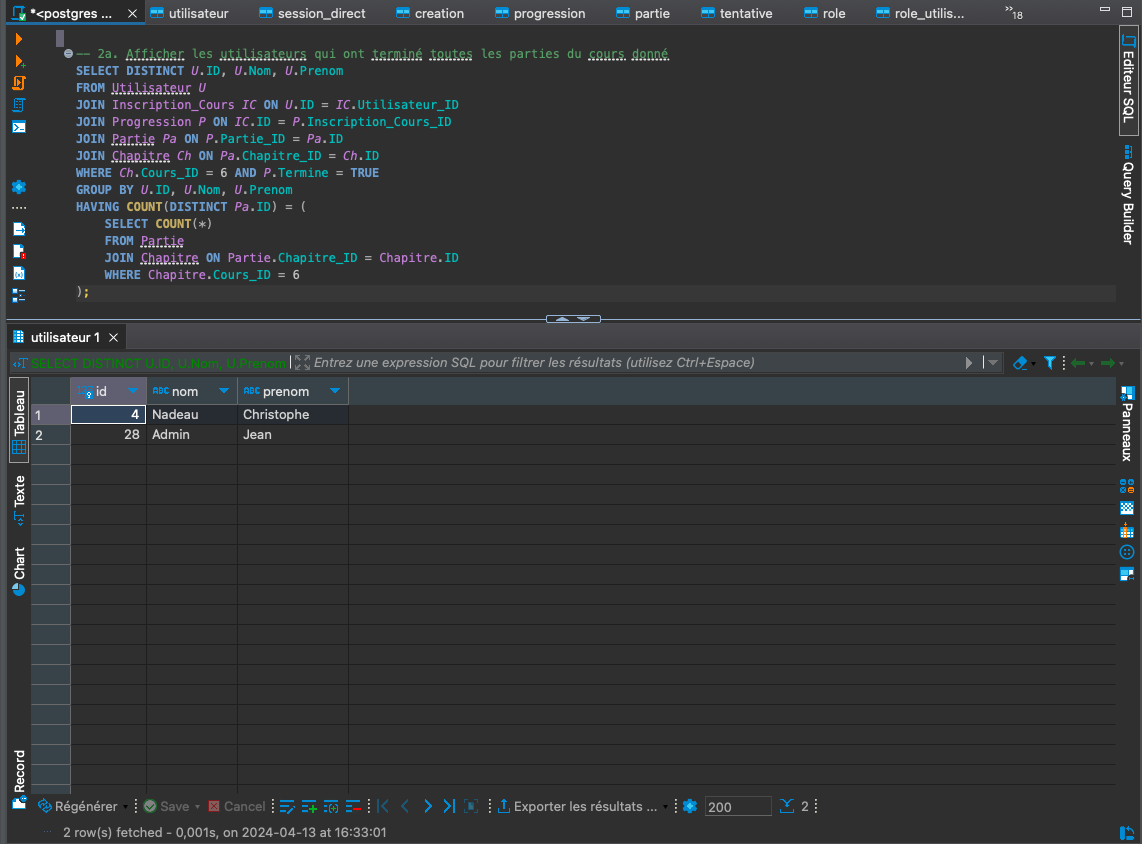 *<postgres ...
utilisateur
session_direct
creation
progression
partie
tentative
role
role_utilis...
»18
-- 2a. Afficher les utilisateurs qui ont terminé toutes les parties du cours donné
SELECT DISTINCT U.ID, U.Nom, U.Prenom
FROM Utilisateur U
JOIN Inscription_Cours IC ON U.ID = IC.Utilisateur_ID
JOIN Progression P ON IC.ID = P.Inscription_Cours_ID
JOIN Partie Pa ON P.Partie_ID = Pa.ID
JOIN Chapitre Ch ON Pa.Chapitre_ID = Ch.ID
WHERE Ch.Cours_ID = 6 AND P.Termine = TRUE
GROUP BY U.ID, U.Nom, U.Prenom
HAVING COUNT(DISTINCT Pa.ID) = (
SELECT COUNT(*)
FROM Partie
JOIN Chapitre ON Partie.Chapitre_ID = Chapitre.ID
WHERE Chapitre.Cours_ID = 6
);
Editeur SQL
Query Builder
utilisateur 1
SELECT DISTINCT U.ID, U.Nom, U.Prenom
Entrez une expression SQL pour filtrer les résultats (utilisez Ctrl+Espace)
Tableau
Texte
Chart
Record
id
ABC nom
ABC prenom
1 4 Nadeau Christophe
2 28 Admin Jean
Panneaux
Régénérer
Save
Cancel
Exporter les résultats ...
200
2
2 row(s) fetched - 0,001s, on 2024-04-13 at 16:33:01